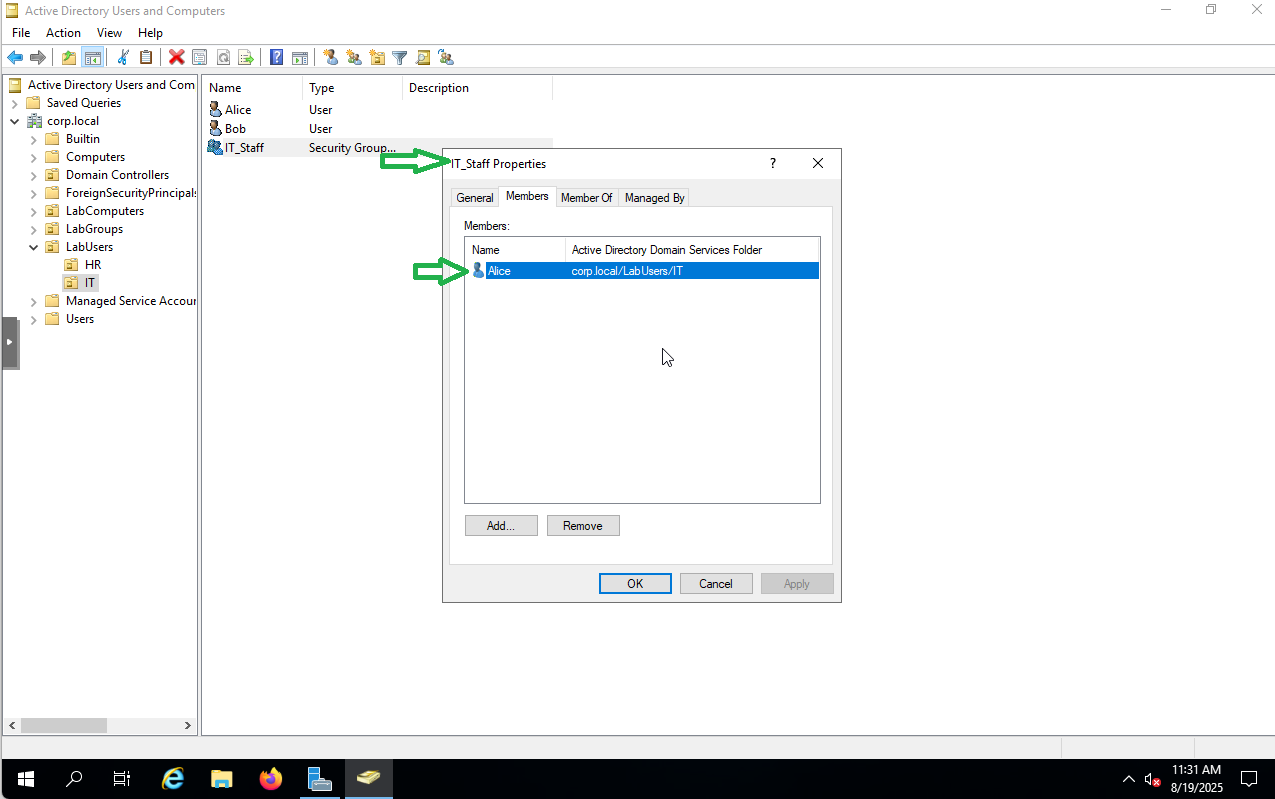 Active Directory Users and Computers
File Action View Help
Active Directory Users and Com
Saved Queries
corp.local
Builtin
Computers
Domain Controllers
ForeignSecurityPrincipals
LabComputers
LabGroups
LabUsers
HR
IT
Managed Service Accour
Users
Name Type Description
Alice User
Bob User
IT_Staff Security Group...
IT_Staff Properties
General Members Member Of Managed By
Members:
Name Active Directory Domain Services Folder
Alice corp.local/LabUsers/IT
Add... Remove
OK Cancel Apply
11:31 AM
8/19/2025